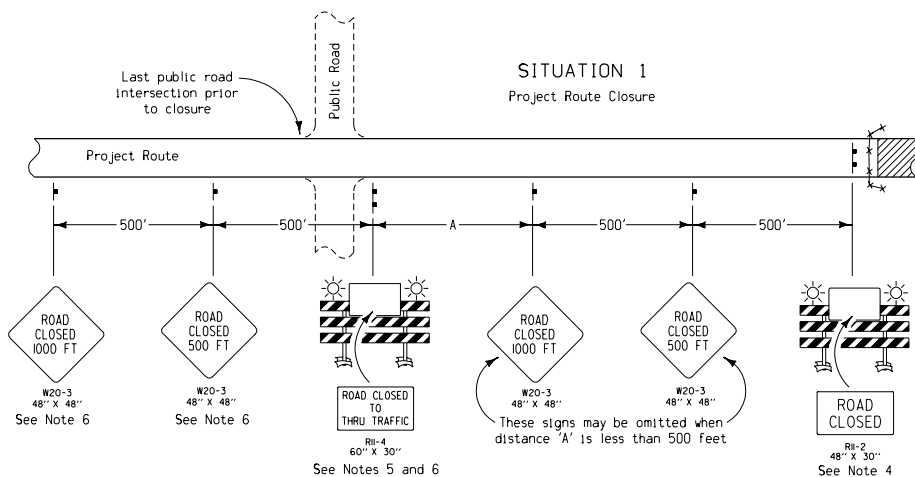 SITUATION 1
Project Route Closure
Last public road
intersection prior
to closure
Public Road
Project Route
500'
500'
A
500'
500'
ROAD
CLOSED
1000 FT
W20-3
48" X 48"
See Note 6
ROAD
CLOSED
500 FT
W20-3
48" X 48"
See Note 6
ROAD CLOSED
TO
THRU TRAFFIC
R11-4
60" X 30"
See Notes 5 and 6
ROAD
CLOSED
1000 FT
W20-3
48" X 48"
ROAD
CLOSED
500 FT
W20-3
48" X 48"
These signs may be omitted when
distance 'A' is less than 500 feet
ROAD
CLOSED
R11-2
48" X 30"
See Note 4